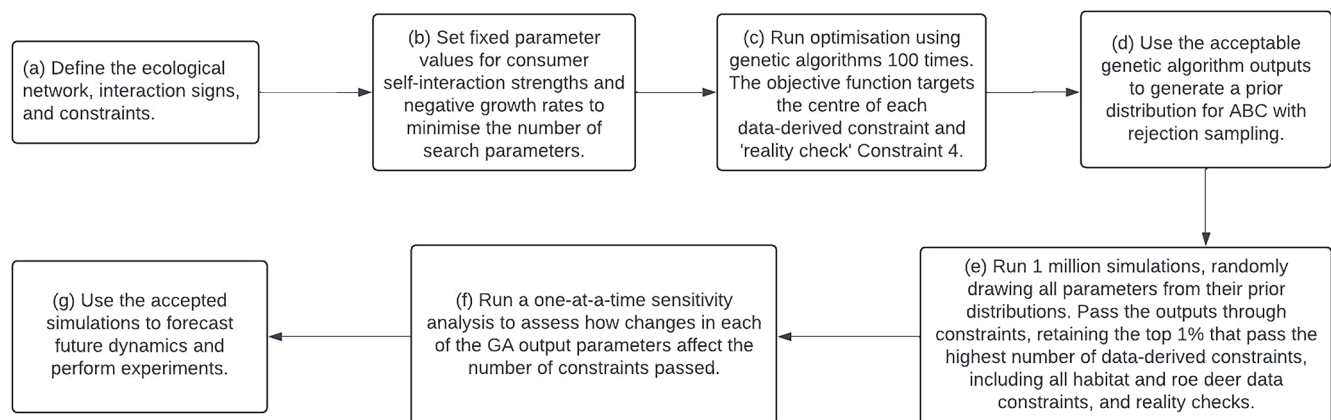 (a) Define the ecological
network, interaction signs,
and constraints.
(b) Set fixed parameter
values for consumer
self-interaction strengths and
negative growth rates to
minimise the number of
search parameters.
(c) Run optimisation using
genetic algorithms 100 times.
The objective function targets
the centre of each
data-derived constraint and
'reality check' Constraint 4.
(d) Use the acceptable
genetic algorithm outputs
to generate a prior
distribution for ABC with
rejection sampling.
(e) Run 1 million simulations, randomly
drawing all parameters from their prior
distributions. Pass the outputs through
constraints, retaining the top 1% that pass the
highest number of data-derived constraints,
including all habitat and roe deer data
constraints, and reality checks.
(f) Run a one-at-a-time sensitivity
analysis to assess how changes in each
of the GA output parameters affect the
number of constraints passed.
(g) Use the accepted
simulations to forecast
future dynamics and
perform experiments.